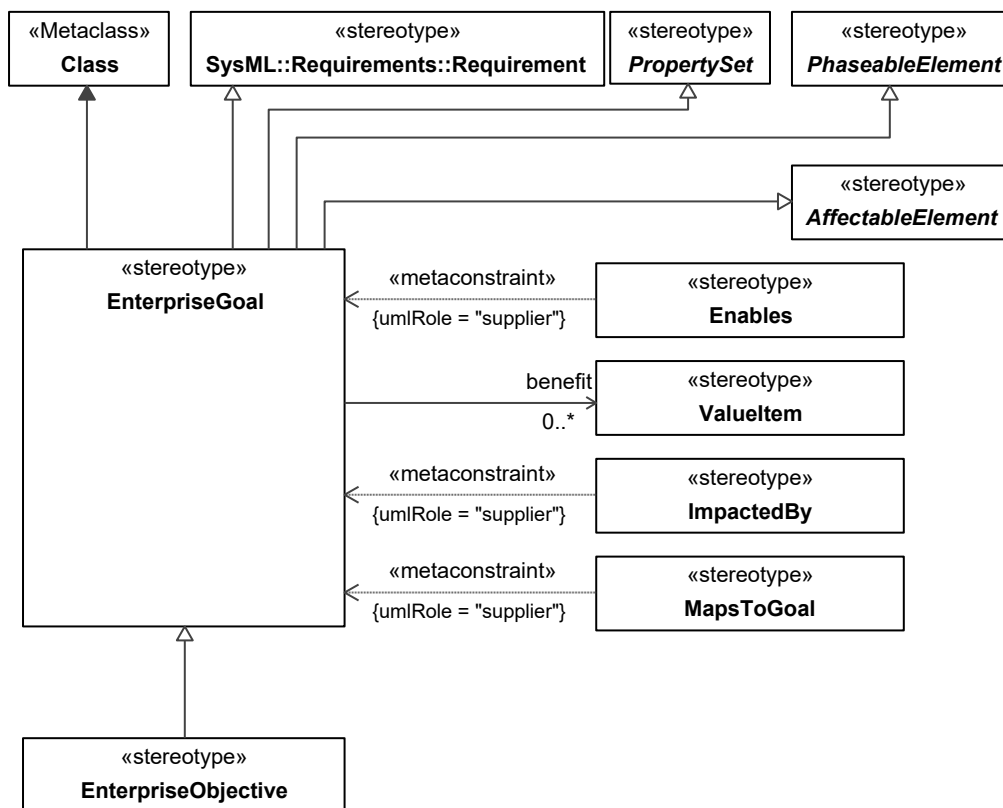 «Metaclass»
Class
«stereotype»
SysML::Requirements::Requirement
«stereotype»
PropertySet
«stereotype»
PhaseableElement
«stereotype»
AffectableElement
«stereotype»
EnterpriseGoal
«metaconstraint»
{umlRole = "supplier"}
«stereotype»
Enables
benefit
0..*
«stereotype»
ValueItem
«metaconstraint»
{umlRole = "supplier"}
«stereotype»
ImpactedBy
«metaconstraint»
{umlRole = "supplier"}
«stereotype»
MapsToGoal
«stereotype»
EnterpriseObjective